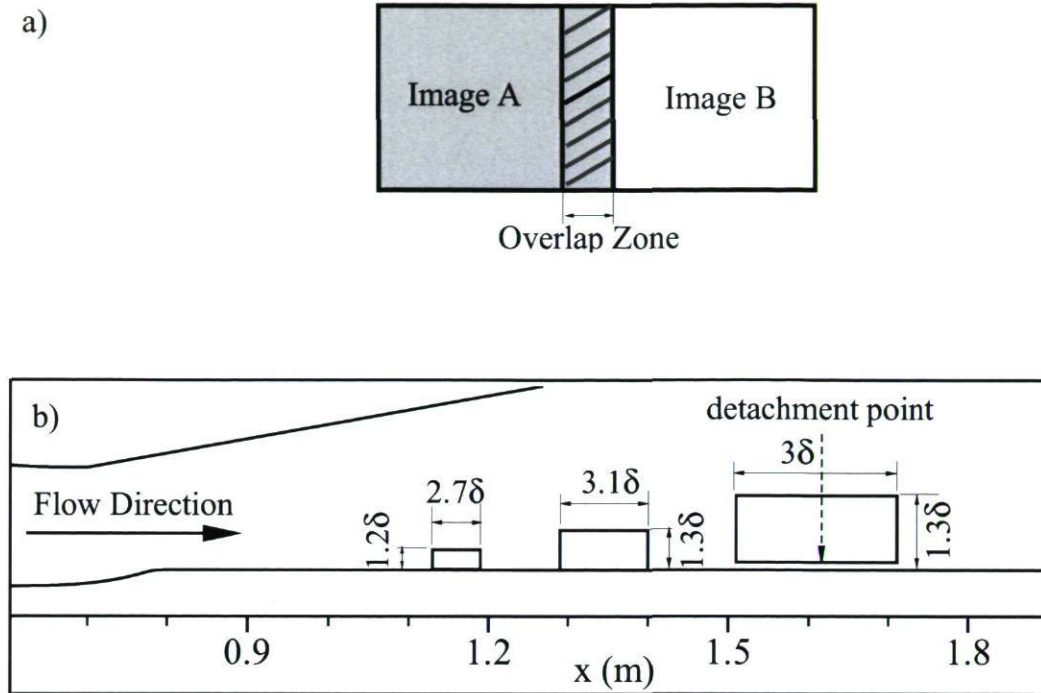 a)
Image A
Image B
Overlap Zone
b)
detachment point
3δ
Flow Direction
2.7δ
3.1δ
1.2δ
1.3δ
1.3δ
0.9
1.2
1.5
1.8
x (m)